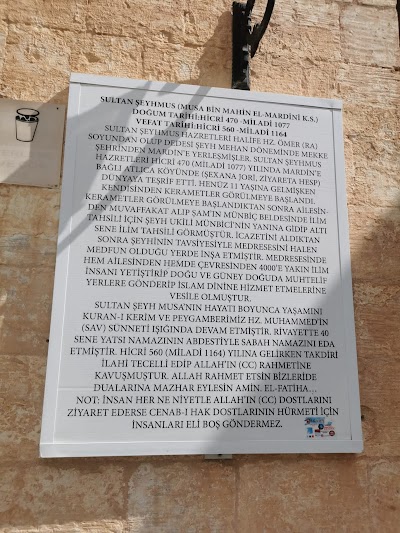 SULTAN ŞEYHMUS (MUSA BİN MAHİN EL-MARDİNİ K.S.)
DOĞUM TARİHİ:HİCRİ 470 -MİLADİ 1077
VEFAT TARİHİ:HİCRİ 560 -MİLADİ 1164
SULTAN ŞEYHMUS HAZRETLERİ HALİFE HZ. ÖMER (RA)
SOYUNDAN OLUP DEDESİ ŞEYH MEHAN DÖNEMİNDE MEKKE
ŞEHRİNDEN MARDİN'E YERLEŞMİŞLER. SULTAN ŞEYHMUS
HAZRETLERİ HİCRİ 470 (MİLADİ 1077) YILINDA MARDİN'E
BAĞLI ATLICA KÖYÜNDE (ŞEXANA JORİ, ZİYARETA HESP)
DÜNYAYA TEŞRİF ETTİ. HENÜZ 11 YAŞINA GELMİŞKEN
KENDİSİNDEN KERAMETLER GÖRÜLMEYE BAŞLANDI.
KERAMETLER GÖRÜLMEYE BAŞLANDIKTAN SONRA AİLESİN-
DEN MUVAFFAKAT ALIP ŞAM'IN MÜNBİÇ BELDESİNDE İLİM
TAHSİLİ İÇİN ŞEYH UKİLİ MÜNBİCİ'NİN YANINA GİDİP ALTI
SENE İLİM TAHSİLİ GÖRMÜŞTÜR. İCAZETİNİ ALDIKTAN
SONRA ŞEYHİNİN TAVSİYESİYLE MEDRESESİNİ HALEN
MEDFUN OLDUĞU YERDE İNŞA ETMİŞTİR. MEDRESESİNDE
HEM AİLESİNDEN HEMDE ÇEVRESİNDEN 4000'E YAKIN İLİM
İNSANI YETİŞTİRİP DOĞU VE GÜNEY DOĞUDA MUHTELİF
YERLERE GÖNDERİP İSLAM DİNİNE HİZMET ETMELERİNE
VESİLE OLMUŞTUR.
SULTAN ŞEYH MUSA'NIN HAYATI BOYUNCA YAŞAMINI
KURAN-I KERİM VE PEYGAMBERİMİZ HZ. MUHAMMED'İN
(SAV) SÜNNETİ IŞIĞINDA DEVAM ETMİŞTİR. RİVAYETTE 40
SENE YATSI NAMAZININ ABDESTİYLE SABAH NAMAZINI EDA
ETMİŞTİR. HİCRİ 560 (MİLADİ 1164) YILINA GELİRKEN TAKDİRİ
İLAHİ TECELLİ EDİP ALLAH'IN (CC) RAHMETİNE
KAVUŞMUŞTUR. ALLAH RAHMET ETSİN BİZLERİDE
DUALARINA MAZHAR EYLESİN AMİN. EL-FATİHA...
NOT: İNSAN HER NE NİYETLE ALLAH'IN (CC) DOSTLARINI
ZİYARET EDERSE CENAB-I HAK DOSTLARININ HÜRMETİ İÇİN
İNSANLARI ELİ BOŞ GÖNDERMEZ.